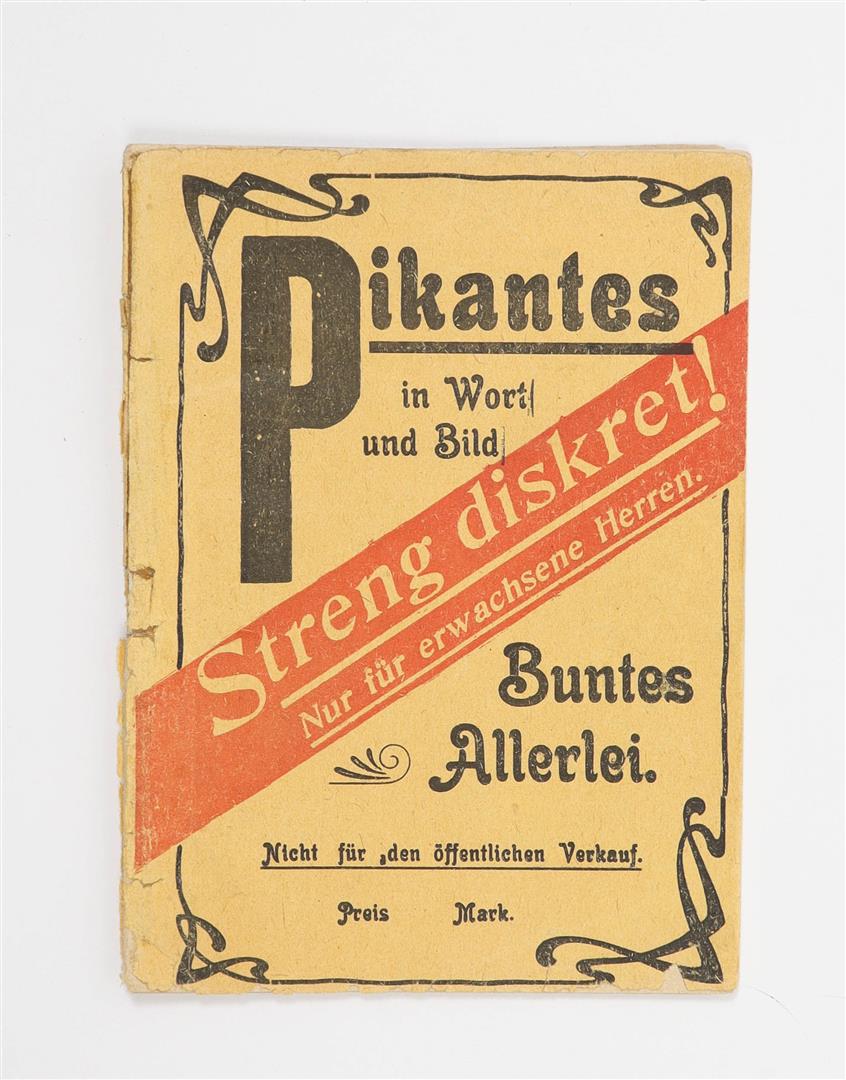 Pikantes
in Wort
und Bild
Streng diskret!
Nur für erwachsene Herren.
Buntes
Allerlei.
Nicht für den öffentlichen Verkauf.
Preis Mark.